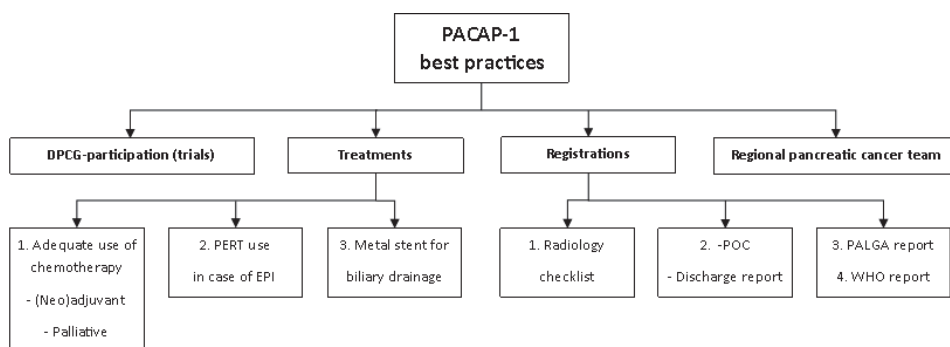 PACAP-1
best practices
DPCG-participation (trials)
Treatments
Registrations
Regional pancreatic cancer team
1. Adequate use of
chemotherapy
- (Neo)adjuvant
- Palliative
2. PERT use
in case of EPI
3. Metal stent for
biliary drainage
1. Radiology
checklist
2. -POC
- Discharge report
3. PALGA report
4. WHO report